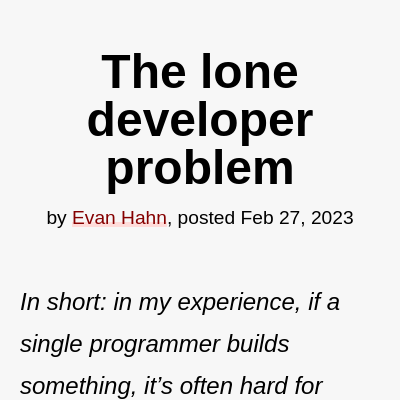 The lone
developer
problem
by Evan Hahn, posted Feb 27, 2023
In short: in my experience, if a
single programmer builds
something, it’s often hard for